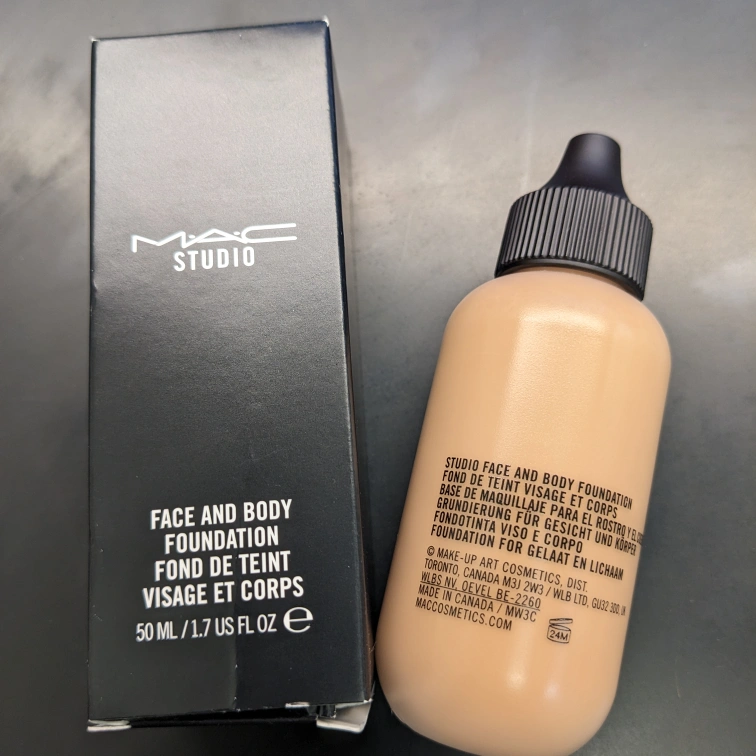 MAC
STUDIO
FACE AND BODY
FOUNDATION
FOND DE TEINT
VISAGE ET CORPS
50 ML / 1.7 US FL OZ ℮
STUDIO FACE AND BODY FOUNDATION
FOND DE TEINT VISAGE ET CORPS
BASE DE MAQUILLAJE PARA EL ROSTRO Y EL
GRUNDIERUNG FÜR GESICHT UND KÖRPER
FONDOTINTA VISO E CORPO
FOUNDATION FOR GELAAT EN LICHAAM
© MAKE-UP ART COSMETICS, DIST.
TORONTO, CANADA M3J 2W3 / WLB LTD, GU32 3DD, UK
WLBS NV. OEVEL BE-2260
MADE IN CANADA / MW3C
MACCOSMETICS.COM
24M